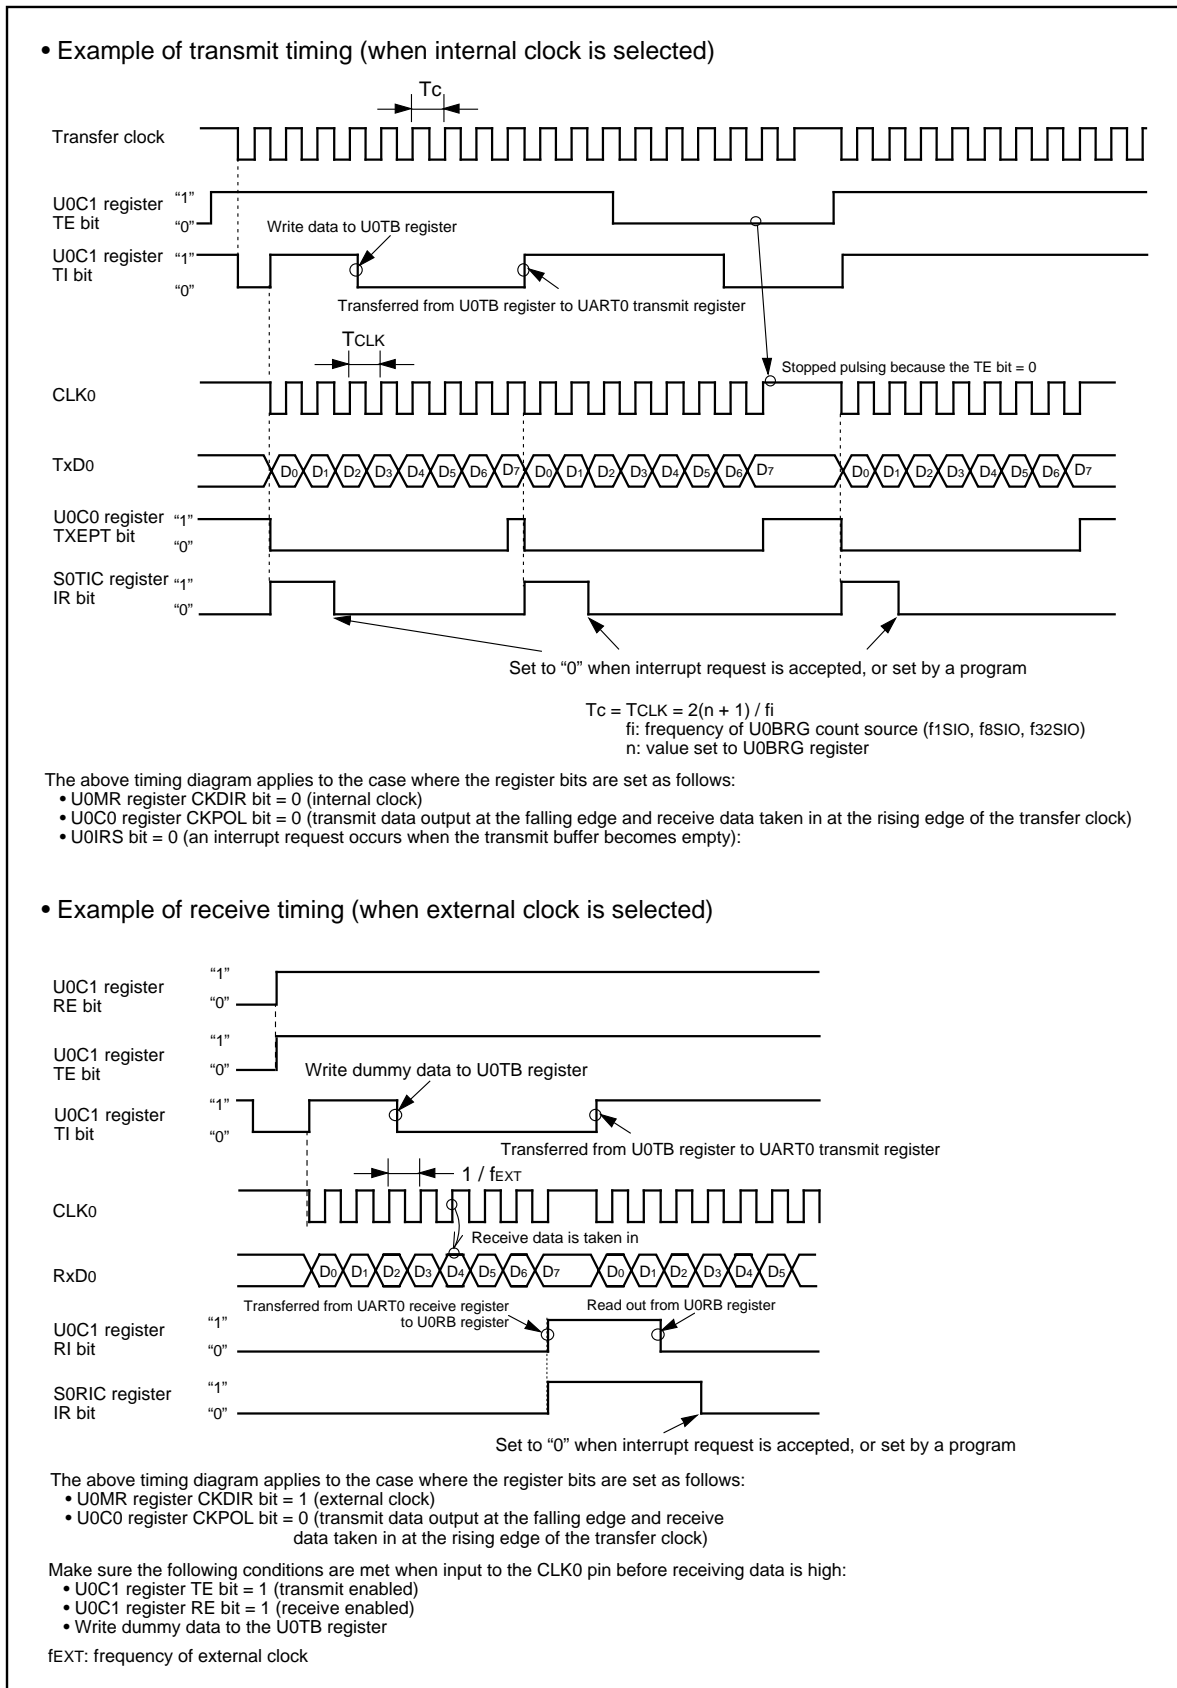 • Example of transmit timing (when internal clock is selected)
Tc
Transfer clock
U0C1 register
TE bit
“1”
“0”
Write data to U0TB register
U0C1 register
TI bit
“1”
“0”
Transferred from U0TB register to UART0 transmit register
TCLK
Stopped pulsing because the TE bit = 0
CLK0
TxD0
D0 D1 D2 D3 D4 D5 D6 D7 D0 D1 D2 D3 D4 D5 D6 D7 D0 D1 D2 D3 D4 D5 D6 D7
U0C0 register
TXEPT bit
“1”
“0”
S0TIC register
IR bit
“1”
“0”
Set to “0” when interrupt request is accepted, or set by a program
Tc = TCLK = 2(n + 1) / fi
fi: frequency of U0BRG count source (f1SIO, f8SIO, f32SIO)
n: value set to U0BRG register
The above timing diagram applies to the case where the register bits are set as follows:
• U0MR register CKDIR bit = 0 (internal clock)
• U0C0 register CKPOL bit = 0 (transmit data output at the falling edge and receive data taken in at the rising edge of the transfer clock)
• U0IRS bit = 0 (an interrupt request occurs when the transmit buffer becomes empty):
• Example of receive timing (when external clock is selected)
U0C1 register
RE bit
“1”
“0”
U0C1 register
TE bit
“1”
“0”
Write dummy data to U0TB register
U0C1 register
TI bit
“1”
“0”
Transferred from U0TB register to UART0 transmit register
1 / fEXT
CLK0
Receive data is taken in
RxD0
D0 D1 D2 D3 D4 D5 D6 D7 D0 D1 D2 D3 D4 D5
Transferred from UART0 receive register
to U0RB register
Read out from U0RB register
U0C1 register
RI bit
“1”
“0”
S0RIC register
IR bit
“1”
“0”
Set to “0” when interrupt request is accepted, or set by a program
The above timing diagram applies to the case where the register bits are set as follows:
• U0MR register CKDIR bit = 1 (external clock)
• U0C0 register CKPOL bit = 0 (transmit data output at the falling edge and receive
data taken in at the rising edge of the transfer clock)
Make sure the following conditions are met when input to the CLK0 pin before receiving data is high:
• U0C1 register TE bit = 1 (transmit enabled)
• U0C1 register RE bit = 1 (receive enabled)
• Write dummy data to the U0TB register
fEXT: frequency of external clock